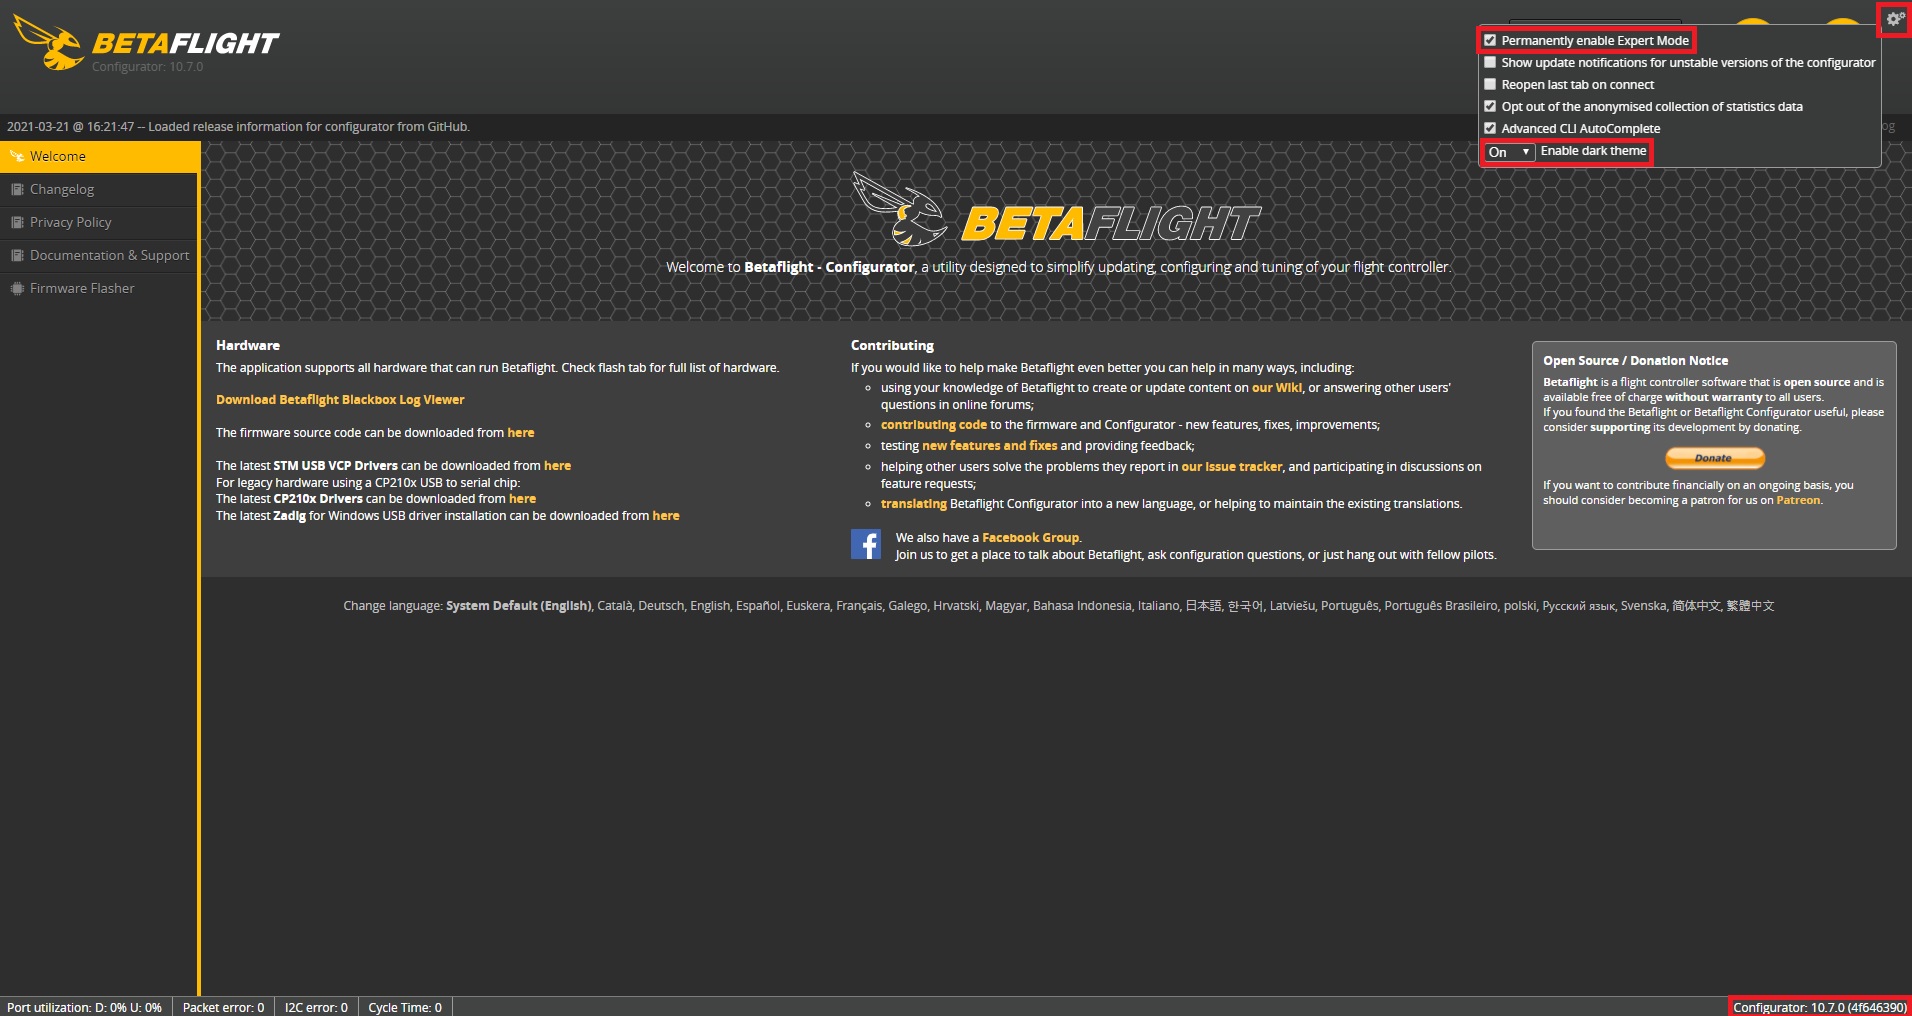 BETAFLIGHT
Configurator: 10.7.0
Permanently enable Expert Mode
Show update notifications for unstable versions of the configurator
Reopen last tab on connect
Opt out of the anonymised collection of statistics data
Advanced CLI AutoComplete
On Enable dark theme
2021-03-21 @ 16:21:47 -- Loaded release information for configurator from GitHub.
og
Welcome
Changelog
Privacy Policy
Documentation & Support
Firmware Flasher
BETAFLIGHT
Welcome to Betaflight - Configurator, a utility designed to simplify updating, configuring and tuning of your flight controller.
Hardware
The application supports all hardware that can run Betaflight. Check flash tab for full list of hardware.
Download Betaflight Blackbox Log Viewer
The firmware source code can be downloaded from here
The latest STM USB VCP Drivers can be downloaded from here
For legacy hardware using a CP210x USB to serial chip:
The latest CP210x Drivers can be downloaded from here
The latest Zadig for Windows USB driver installation can be downloaded from here
Contributing
If you would like to help make Betaflight even better you can help in many ways, including:
using your knowledge of Betaflight to create or update content on our Wiki, or answering other users'
questions in online forums;
contributing code to the firmware and Configurator - new features, fixes, improvements;
testing new features and fixes and providing feedback;
helping other users solve the problems they report in our issue tracker, and participating in discussions on
feature requests;
translating Betaflight Configurator into a new language, or helping to maintain the existing translations.
We also have a Facebook Group.
Join us to get a place to talk about Betaflight, ask configuration questions, or just hang out with fellow pilots.
Open Source / Donation Notice
Betaflight is a flight controller software that is open source and is
available free of charge without warranty to all users.
If you found the Betaflight or Betaflight Configurator useful, please
consider supporting its development by donating.
Donate
If you want to contribute financially on an ongoing basis, you
should consider becoming a patron for us on Patreon.
Change language: System Default (English), Català, Deutsch, English, Español, Euskera, Français, Galego, Hrvatski, Magyar, Bahasa Indonesia, Italiano, 日本語, 한국어, Latviešu, Português, Português Brasileiro, polski, Русский язык, Svenska, 简体中文, 繁體中文
Port utilization: D: 0% U: 0% Packet error: 0 I2C error: 0 Cycle Time: 0
Configurator: 10.7.0 (4f646390)